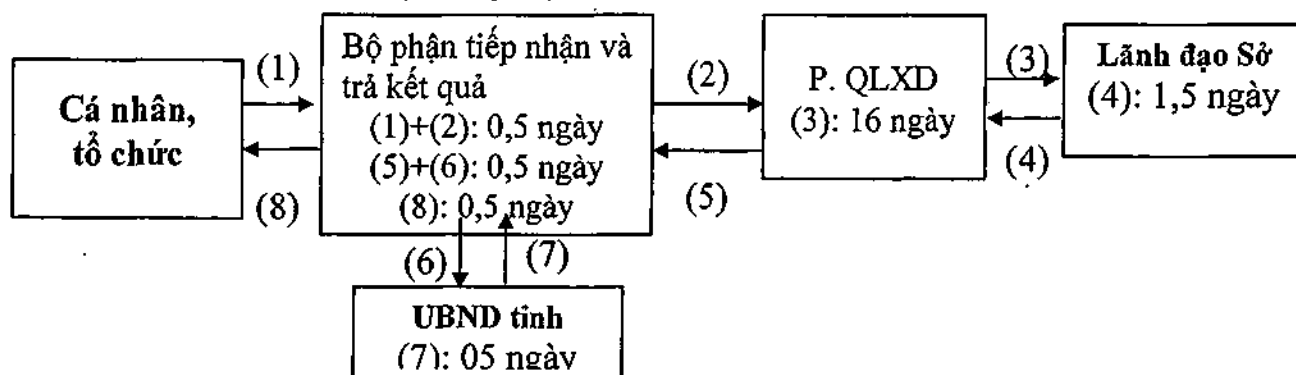 Cá nhân,
tổ chức
(1)
(8)
Bộ phận tiếp nhận và
trả kết quả
(1)+(2): 0,5 ngày
(5)+(6): 0,5 ngày
(8): 0,5 ngày
(2)
(5)
P. QLXD
(3): 16 ngày
(3)
(4)
Lãnh đạo Sở
(4): 1,5 ngày
(6)
(7)
UBND tỉnh
(7): 05 ngày